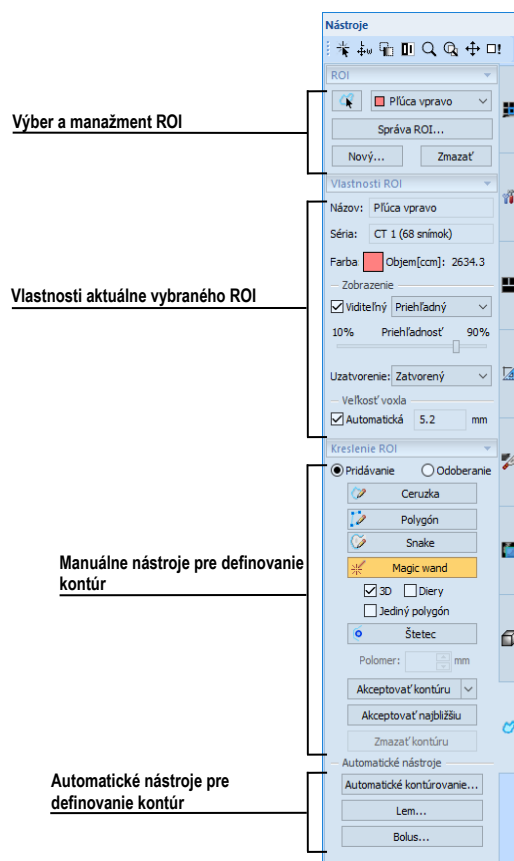 Nástroje
ROI
Pľúca vpravo
Výber a manažment ROI
Správa ROI...
Nový... Zmazať
Vlastnosti ROI
Názov: Pľúca vpravo
Séria: CT 1 (68 snímok)
Farba Objem[ccm]: 2634.3
Zobrazenie
Vlastnosti aktuálne vybraného ROI
Viditeľný Priehľadný
10% Priehľadnosť 90%
Uzatvorenie: Zatvorený
Veľkosť voxla
Automatická 5.2 mm
Kreslenie ROI
Pridávanie Odoberanie
Ceruzka
Polygón
Snake
Manuálne nástroje pre definovanie
kontúr
Magic wand
3D Diery
Jediný polygón
Štetec
Polomer: mm
Akceptovať kontúru
Akceptovať najbližšiu
Zmazať kontúru
Automatické nástroje
Automatické nástroje pre
definovanie kontúr
Automatické kontúrovanie...
Lem...
Bolus...